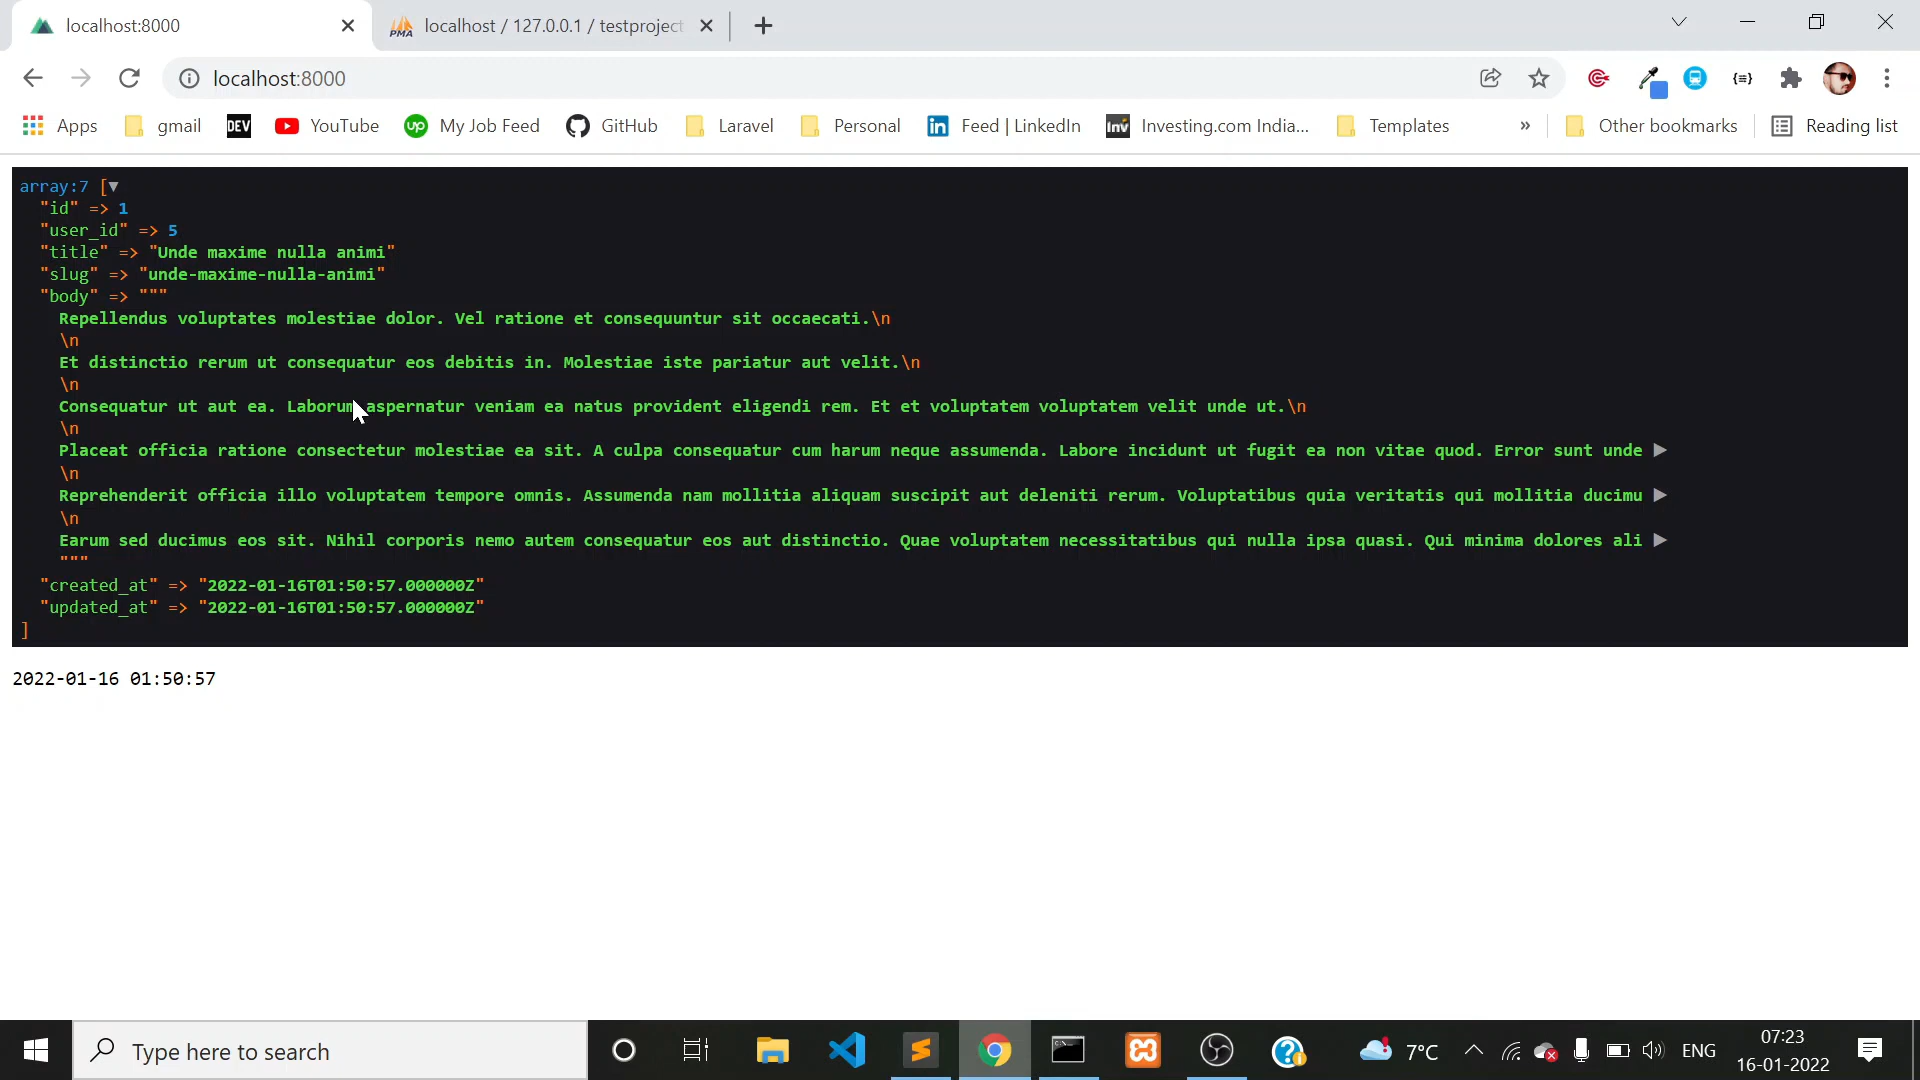 localhost:8000
PMA
localhost / 127.0.0.1 / testproject
localhost:8000
Apps
gmail
DEV
YouTube
up
My Job Feed
GitHub
Laravel
Personal
in
Feed | LinkedIn
Inv
Investing.com India...
Templates
»
Other bookmarks
Reading list
array:7 [▼
"id" => 1
"user_id" => 5
"title" => "Unde maxime nulla animi"
"slug" => "unde-maxime-nulla-animi"
"body" => """
Repellendus voluptates molestiae dolor. Vel ratione et consequuntur sit occaecati.\n
\n
Et distinctio rerum ut consequatur eos debitis in. Molestiae iste pariatur aut velit.\n
\n
Consequatur ut aut ea. Laborum aspernatur veniam ea natus provident eligendi rem. Et et voluptatem voluptatem velit unde ut.\n
\n
Placeat officia ratione consectetur molestiae ea sit. A culpa consequatur cum harum neque assumenda. Labore incidunt ut fugit ea non vitae quod. Error sunt unde ▶
\n
Reprehenderit officia illo voluptatem tempore omnis. Assumenda nam mollitia aliquam suscipit aut deleniti rerum. Voluptatibus quia veritatis qui mollitia ducimu ▶
\n
Earum sed ducimus eos sit. Nihil corporis nemo autem consequatur eos aut distinctio. Quae voluptatem necessitatibus qui nulla ipsa quasi. Qui minima dolores ali ▶
"""
"created_at" => "2022-01-16T01:50:57.000000Z"
"updated_at" => "2022-01-16T01:50:57.000000Z"
]
2022-01-16 01:50:57
Type here to search
7°C
ENG
07:23
16-01-2022